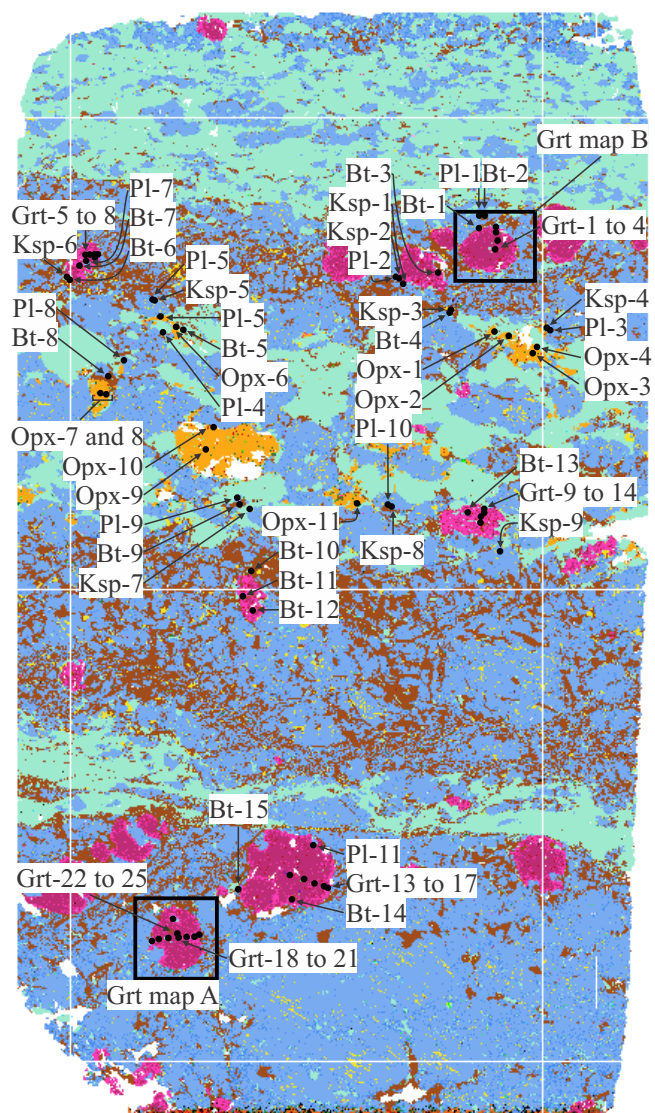 Grt map B
Bt-3
Pl-1
Bt-2
Pl-7
Ksp-1
Bt-1
Grt-5 to 8
Bt-7
Grt-1 to 4
Ksp-6
Bt-6
Ksp-2
Pl-2
Pl-5
Ksp-5
Ksp-3
Ksp-4
Pl-8
Pl-5
Bt-4
Pl-3
Bt-8
Bt-5
Opx-1
Opx-4
Opx-6
Opx-2
Opx-3
Pl-4
Pl-10
Opx-7 and 8
Opx-10
Bt-13
Opx-9
Grt-9 to 14
Pl-9
Opx-11
Ksp-9
Bt-9
Bt-10
Ksp-8
Ksp-7
Bt-11
Bt-12
Bt-15
Pl-11
Grt-22 to 25
Grt-13 to 17
Bt-14
Grt-18 to 21
Grt map A